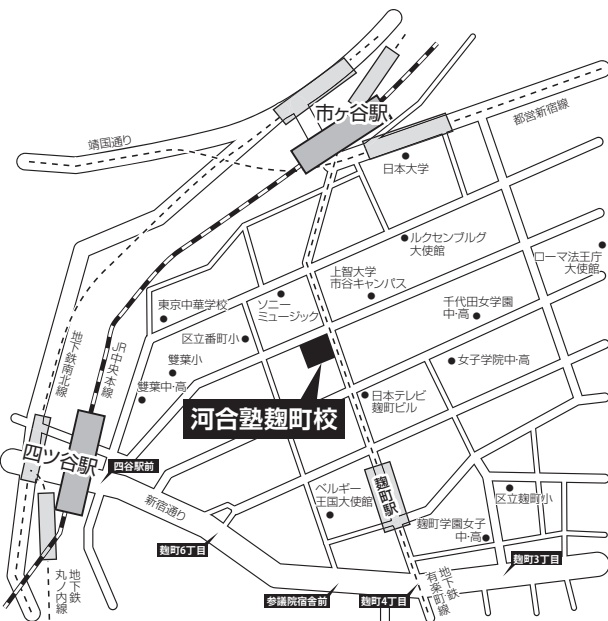 市ヶ谷駅
都営新宿線
靖国通り
日本大学
ルクセンブルグ
大使館
ローマ法王庁
大使館
上智大学
市谷キャンパス
東京中華学校
ソニー
ミュージック
千代田女学園
中・高
区立番町小
地下鉄南北線
JR中央本線
雙葉小
女子学院中・高
雙葉中・高
日本テレビ
麹町ビル
河合塾麹町校
四ツ谷駅
四谷駅前
新宿通り
ベルギー
王国大使館
麹町駅
区立麹町小
麹町学園女子
中・高
麹町6丁目
麹町3丁目
地下鉄
丸ノ内線
地下鉄
有楽町線
参議院宿舎前
麹町4丁目